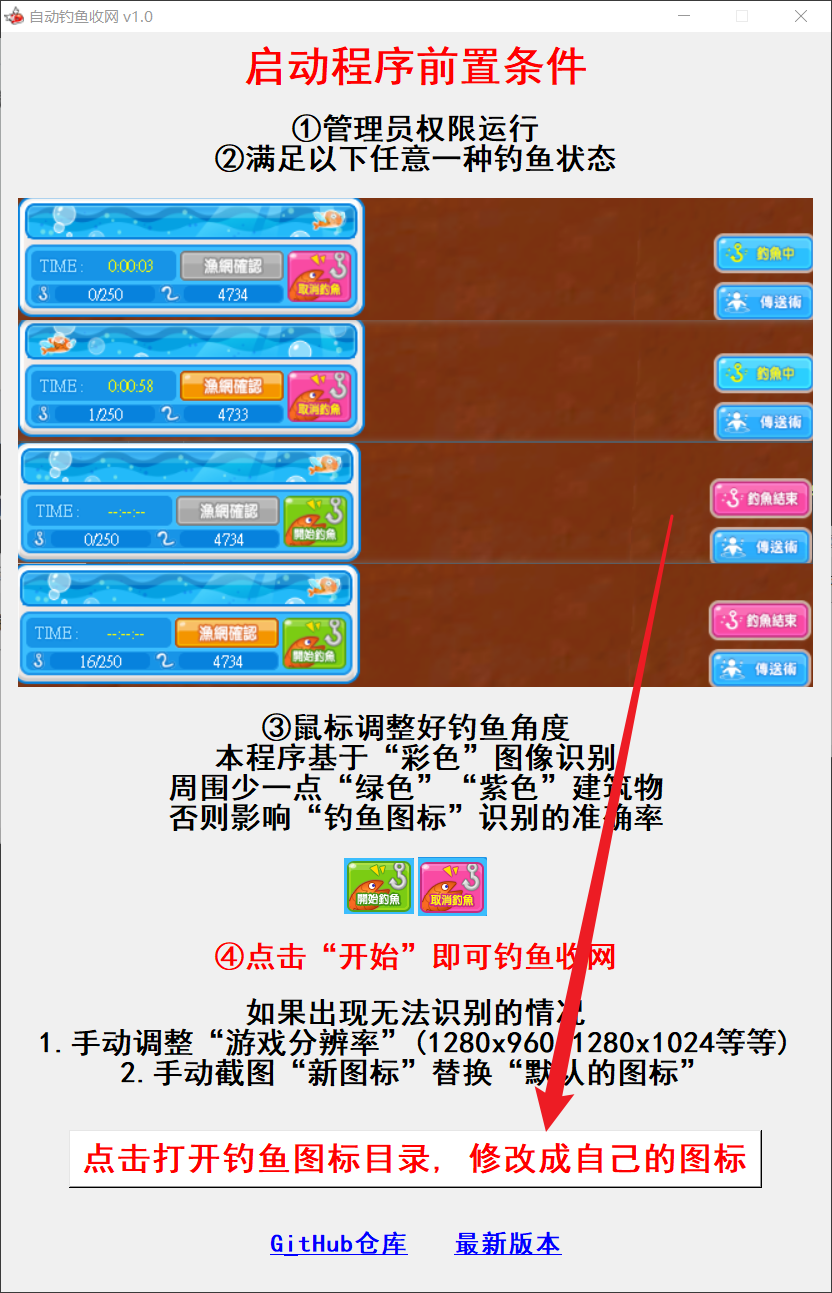 自动钓鱼收网 v1.0
启动程序前置条件
①管理员权限运行
②满足以下任意一种钓鱼状态
TIME : 0:00:03 漁網確認 取消釣魚 釣魚中
0/250 4734 傳送術
TIME : 0:00:58 漁網確認 取消釣魚 釣魚中
1/250 4733 傳送術
TIME : --:--:-- 漁網確認 開始釣魚 釣魚結束
0/250 4734 傳送術
TIME : --:--:-- 漁網確認 開始釣魚 釣魚結束
16/250 4734 傳送術
③鼠标调整好钓鱼角度
本程序基于“彩色”图像识别
周围少一点“绿色”“紫色”建筑物
否则影响“钓鱼图标”识别的准确率
開始釣魚 取消釣魚
④点击“开始”即可钓鱼收网
如果出现无法识别的情况
1.手动调整“游戏分辨率”(1280x960 1280x1024等等)
2.手动截图“新图标”替换“默认的图标”
点击打开钓鱼图标目录，修改成自己的图标
GitHub仓库 最新版本